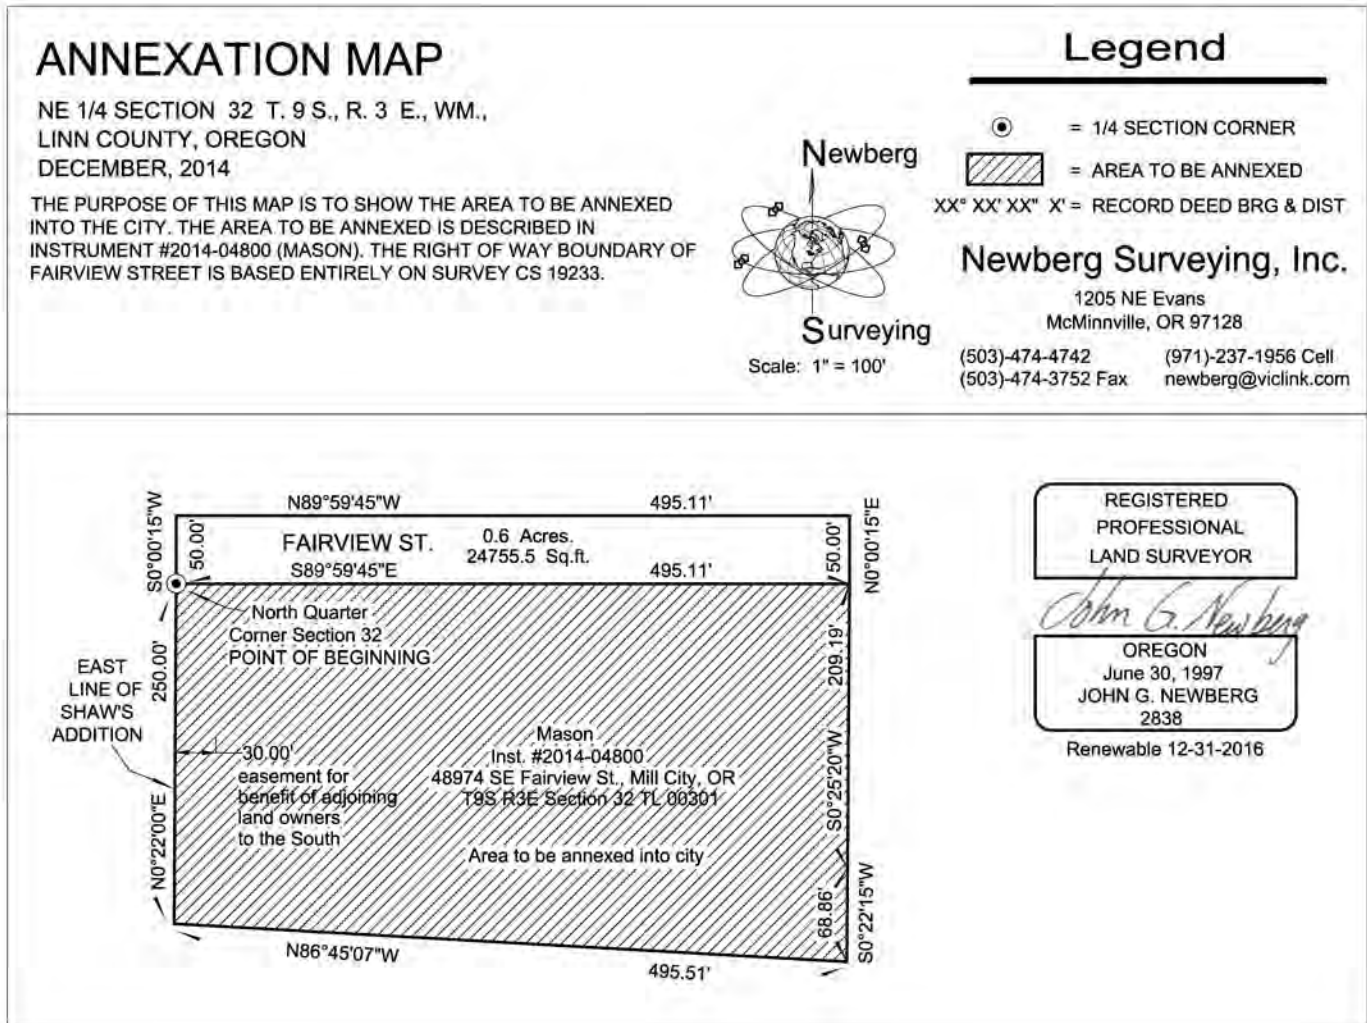 ANNEXATION MAP
NE 1/4 SECTION 32 T. 9 S., R. 3 E., WM.,
LINN COUNTY, OREGON
DECEMBER, 2014
THE PURPOSE OF THIS MAP IS TO SHOW THE AREA TO BE ANNEXED
INTO THE CITY. THE AREA TO BE ANNEXED IS DESCRIBED IN
INSTRUMENT #2014-04800 (MASON). THE RIGHT OF WAY BOUNDARY OF
FAIRVIEW STREET IS BASED ENTIRELY ON SURVEY CS 19233.
Newberg
Surveying
Scale: 1" = 100'
Legend
= 1/4 SECTION CORNER
= AREA TO BE ANNEXED
XX° XX' XX" X' = RECORD DEED BRG & DIST
Newberg Surveying, Inc.
1205 NE Evans
McMinnville, OR 97128
(503)-474-4742 (971)-237-1956 Cell
(503)-474-3752 Fax newberg@viclink.com
N89°59'45"W 495.11'
S0°00'15"W
50.00'
FAIRVIEW ST.
0.6 Acres.
24755.5 Sq.ft.
50.00'
N0°00'15"E
S89°59'45"E 495.11'
North Quarter
Corner Section 32
POINT OF BEGINNING
250.00'
209.19'
EAST
LINE OF
SHAW'S
ADDITION
30.00'
easement for
benefit of adjoining
land owners
to the South
Mason
Inst. #2014-04800
48974 SE Fairview St., Mill City, OR
T9S R3E Section 32 TL 00301
S0°25'20"W
Area to be annexed into city
N0°22'00"E
68.86'
S0°22'15"W
N86°45'07"W
495.51'
REGISTERED
PROFESSIONAL
LAND SURVEYOR
John G. Newberg
OREGON
June 30, 1997
JOHN G. NEWBERG
2838
Renewable 12-31-2016